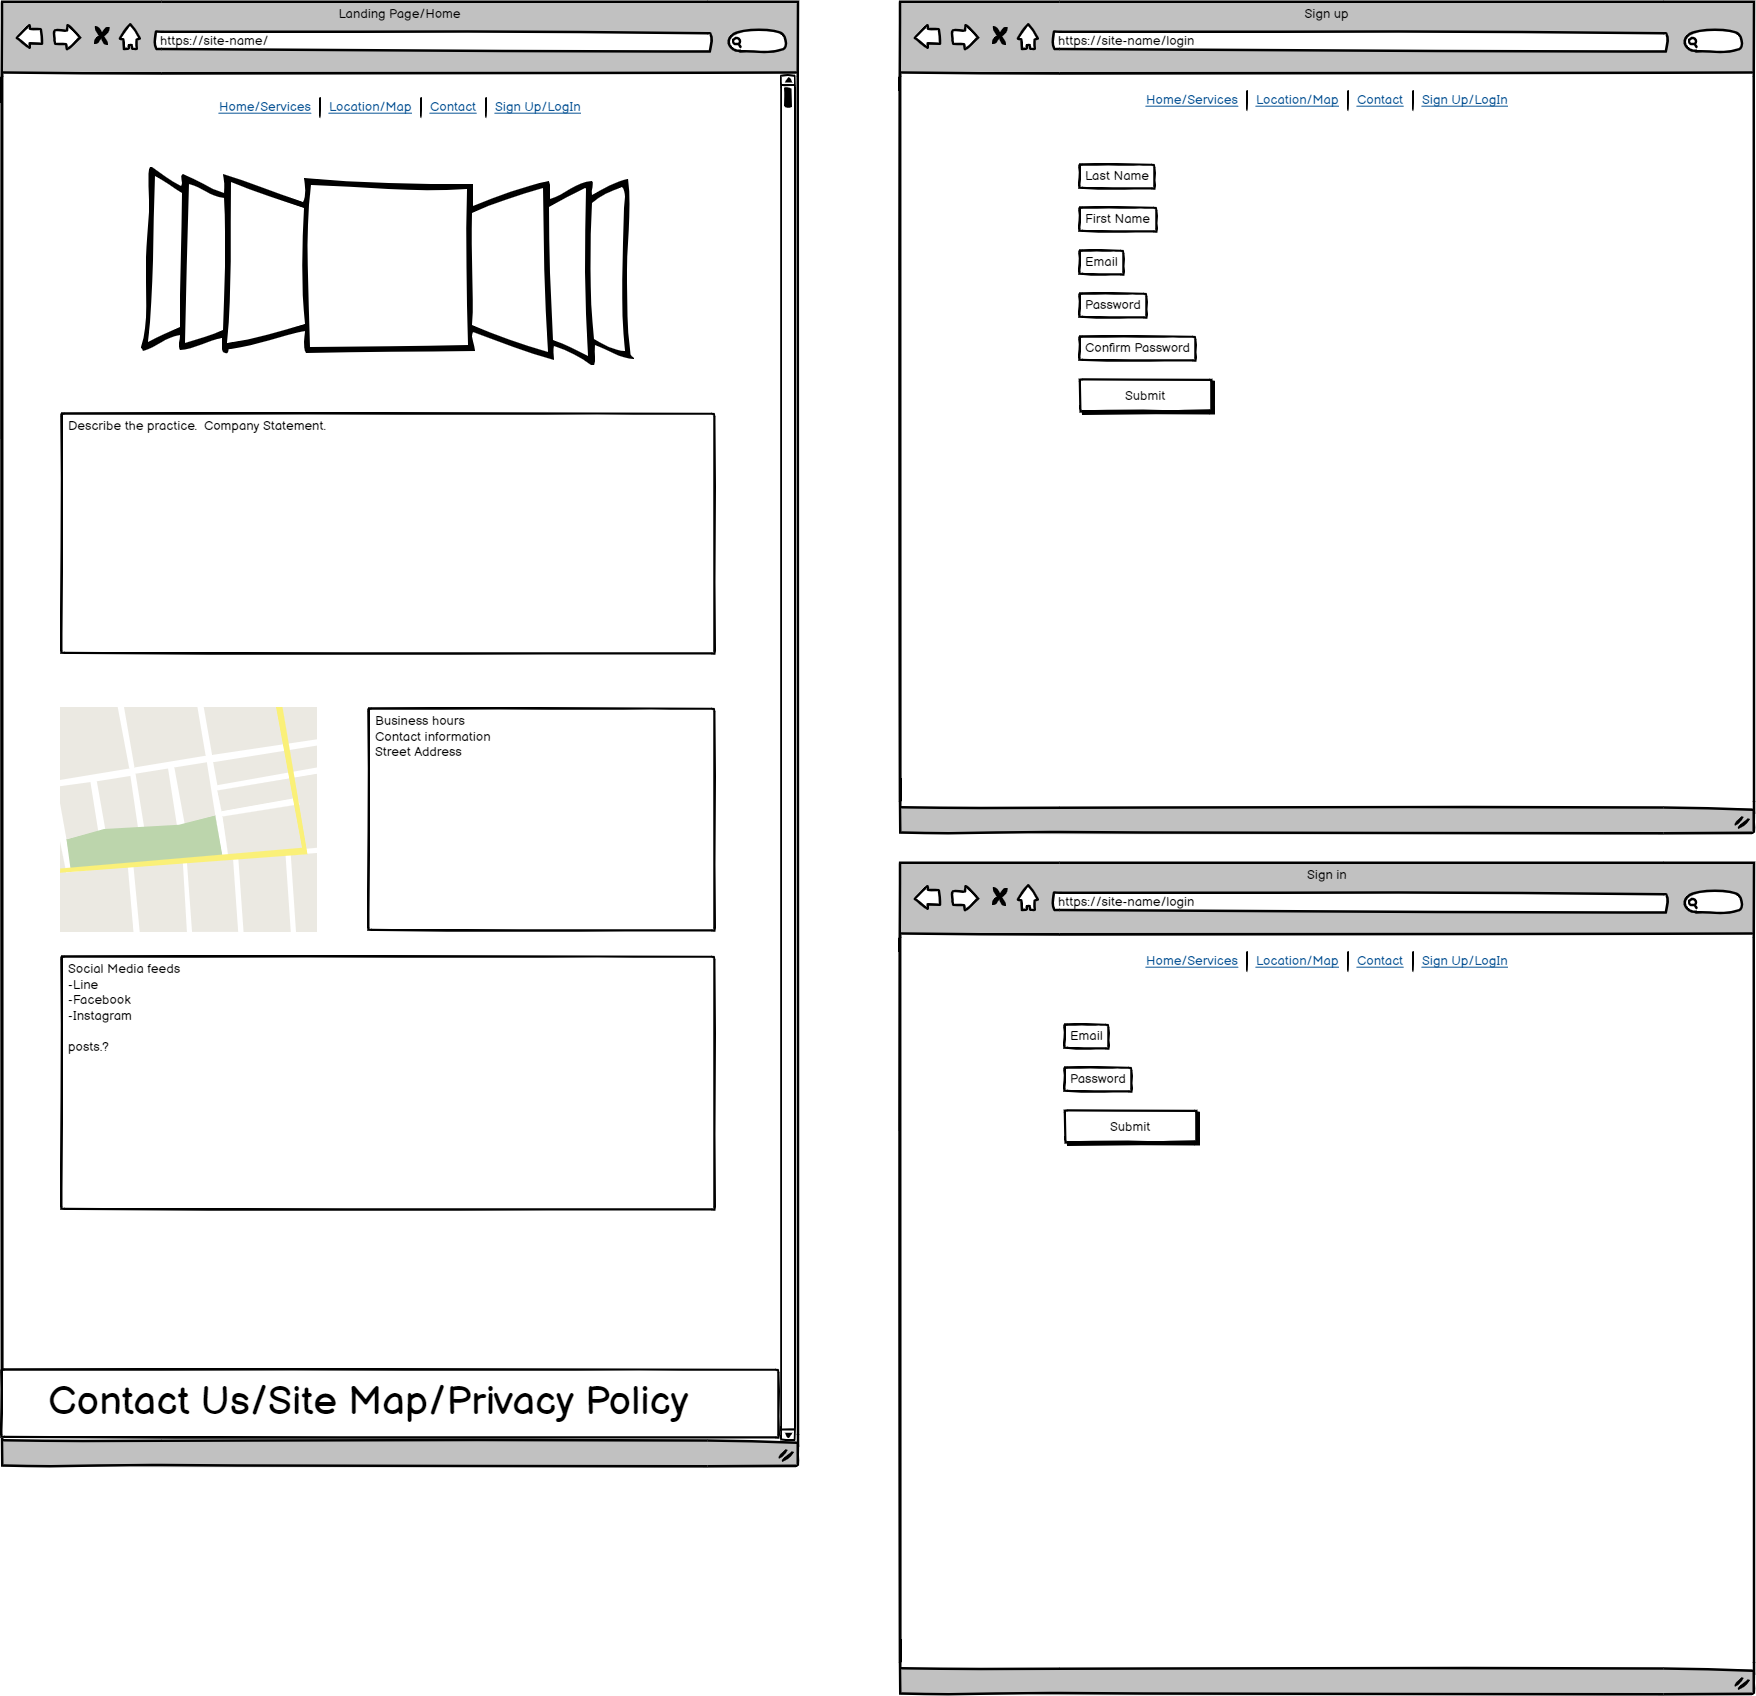 Landing Page/Home
https://site-name/
Home/Services Location/Map Contact Sign Up/LogIn
Describe the practice.  Company Statement.
Business hours
Contact information
Street Address
Social Media feeds
-Line
-Facebook
-Instagram
posts.?
Contact Us/Site Map/Privacy Policy
Sign up
https://site-name/login
Home/Services Location/Map Contact Sign Up/LogIn
Last Name
First Name
Email
Password
Confirm Password
Submit
Sign in
https://site-name/login
Home/Services Location/Map Contact Sign Up/LogIn
Email
Password
Submit